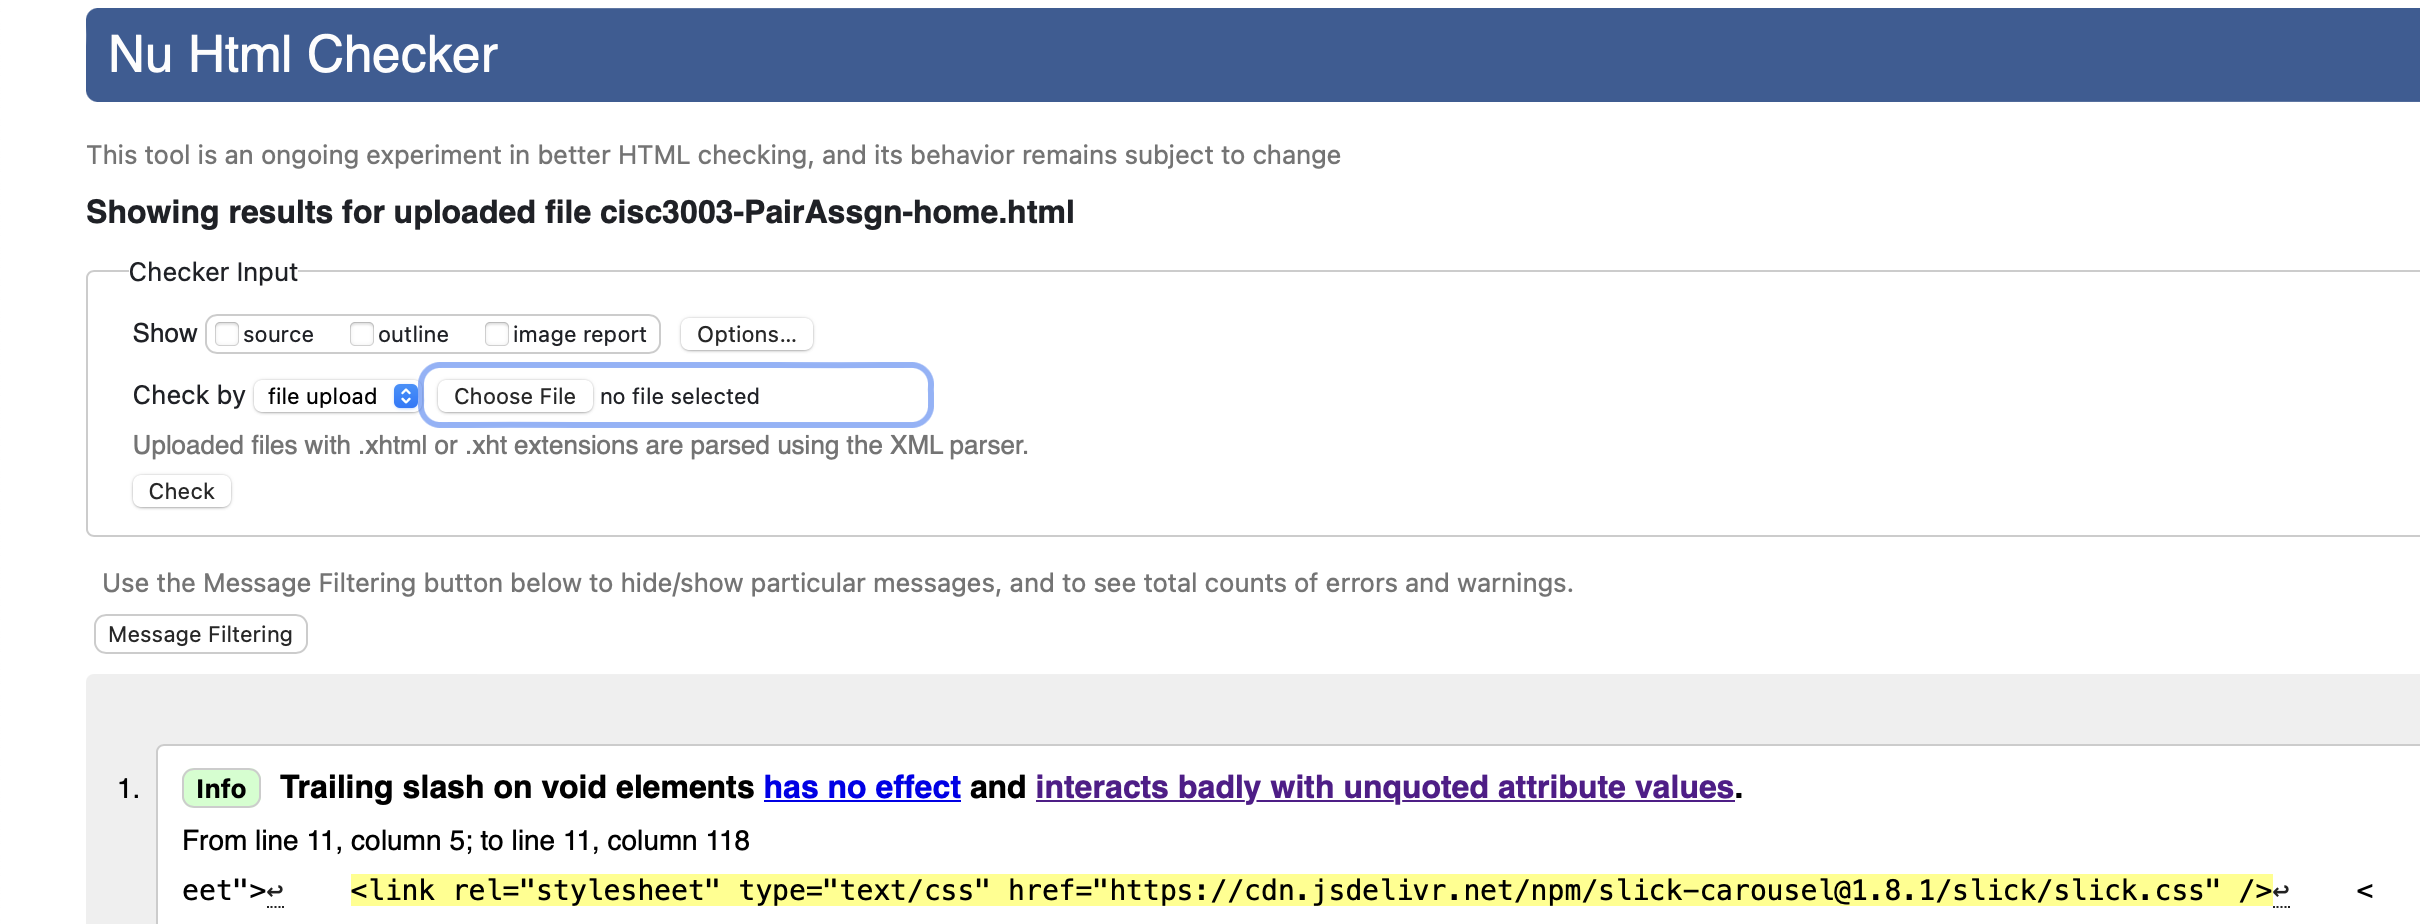 Nu Html Checker
This tool is an ongoing experiment in better HTML checking, and its behavior remains subject to change
Showing results for uploaded file cisc3003-PairAssgn-home.html
Checker Input
Show source outline image report Options...
Check by file upload Choose File no file selected
Uploaded files with .xhtml or .xht extensions are parsed using the XML parser.
Check
Use the Message Filtering button below to hide/show particular messages, and to see total counts of errors and warnings.
Message Filtering
1. Info Trailing slash on void elements has no effect and interacts badly with unquoted attribute values.
From line 11, column 5; to line 11, column 118
eet">↩ <link rel="stylesheet" type="text/css" href="https://cdn.jsdelivr.net/npm/slick-carousel@1.8.1/slick/slick.css" />↩ <